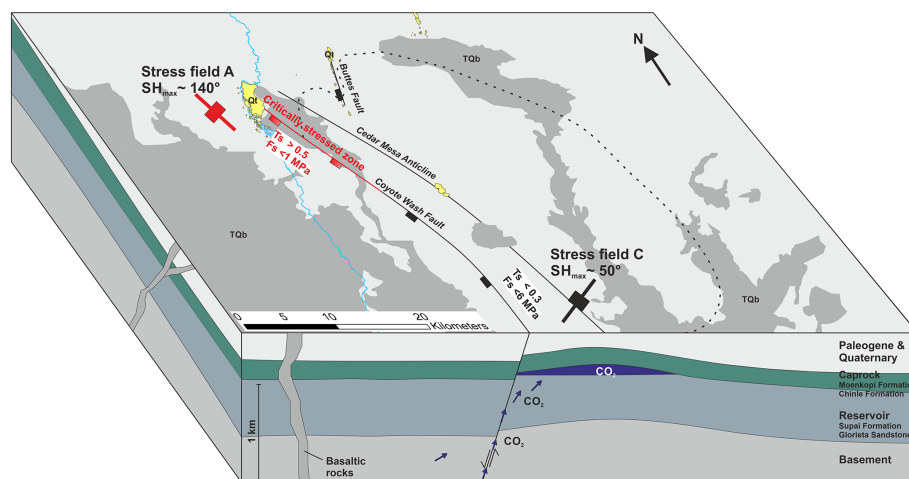 N
Qt
Buttes Fault
TQb
Stress field A
SHmax ~ 140°
Qt
Critically stressed zone
Ts > 0.5
Fs <1 MPa
Cedar Mesa Anticline
Coyote Wash Fault
TQb
Stress field C
SHmax ~ 50°
Ts < 0.3
Fs <6 MPa
TQb
0 10 20
Kilometers
Paleogene &
Quaternary
Caprock
Moenkopi Formation
Chinle Formation
CO2
CO2
Reservoir
Supai Formation
Glorieta Sandstone
1 km
CO2
Basaltic
rocks
Basement